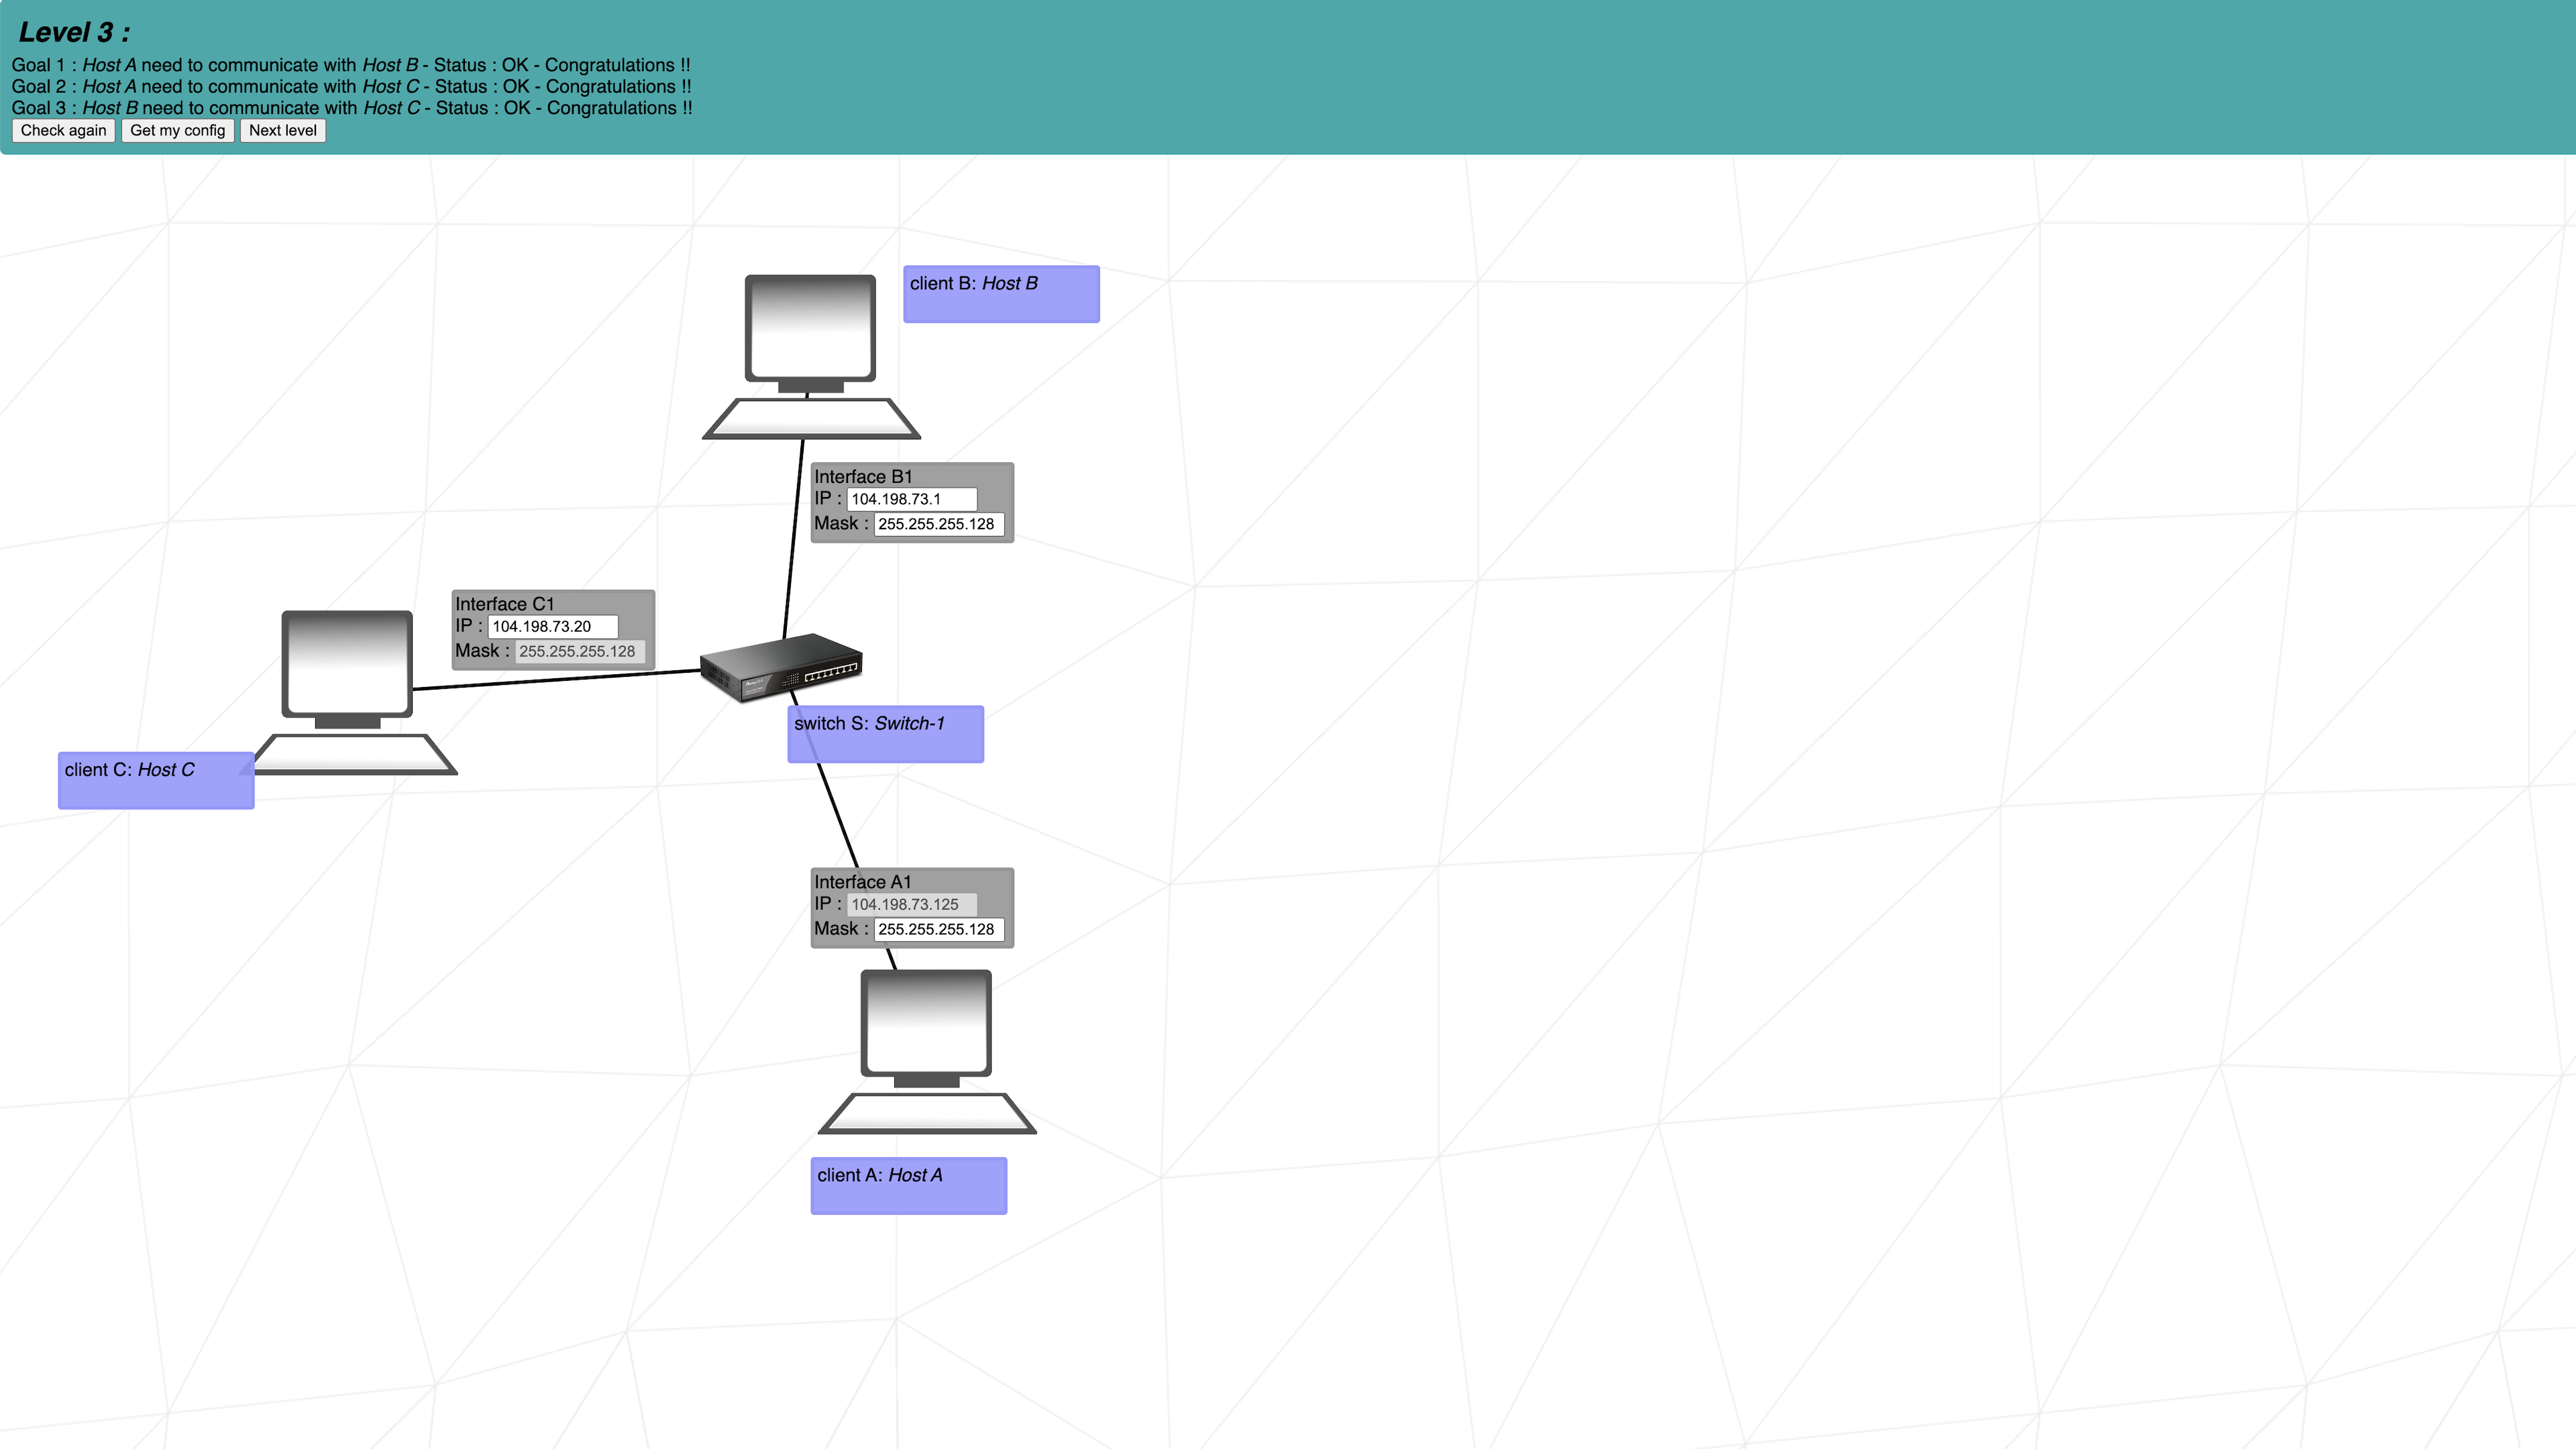 Level 3 :
Goal 1 : Host A need to communicate with Host B - Status : OK - Congratulations !!
Goal 2 : Host A need to communicate with Host C - Status : OK - Congratulations !!
Goal 3 : Host B need to communicate with Host C - Status : OK - Congratulations !!
Check again Get my config Next level
client B: Host B
Interface B1
IP : 104.198.73.1
Mask : 255.255.255.128
Interface C1
IP : 104.198.73.20
Mask : 255.255.255.128
switch S: Switch-1
client C: Host C
Interface A1
IP : 104.198.73.125
Mask : 255.255.255.128
client A: Host A